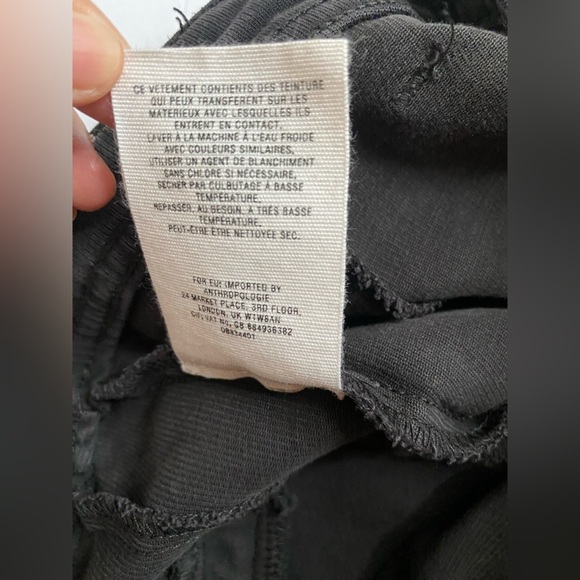 CE VETEMENT CONTIENTS DES TEINTURE
QUI PEUX TRANSFERENT SUR LES
MATERIEUX AVEC LESQUELLES ILS
ENTRENT EN CONTACT.
LAVER À LA MACHINE À L'EAU FROIDE
AVEC COULEURS SIMILAIRES,
UTILISER UN AGENT DE BLANCHIMENT
SANS CHLORE SI NÉCESSAIRE,
SÉCHER PAR CULBUTAGE À BASSE
TEMPÉRATURE,
REPASSER, AU BESOIN, À TRÈS BASSE
TEMPÉRATURE,
PEUT-ÊTRE ÊTRE NETTOYÉE SEC.
FOR EU: IMPORTED BY
ANTHROPOLOGIE
24 MARKET PLACE, 3RD FLOOR,
LONDON, UK W1W8AN
VAT NO. GB 684936382